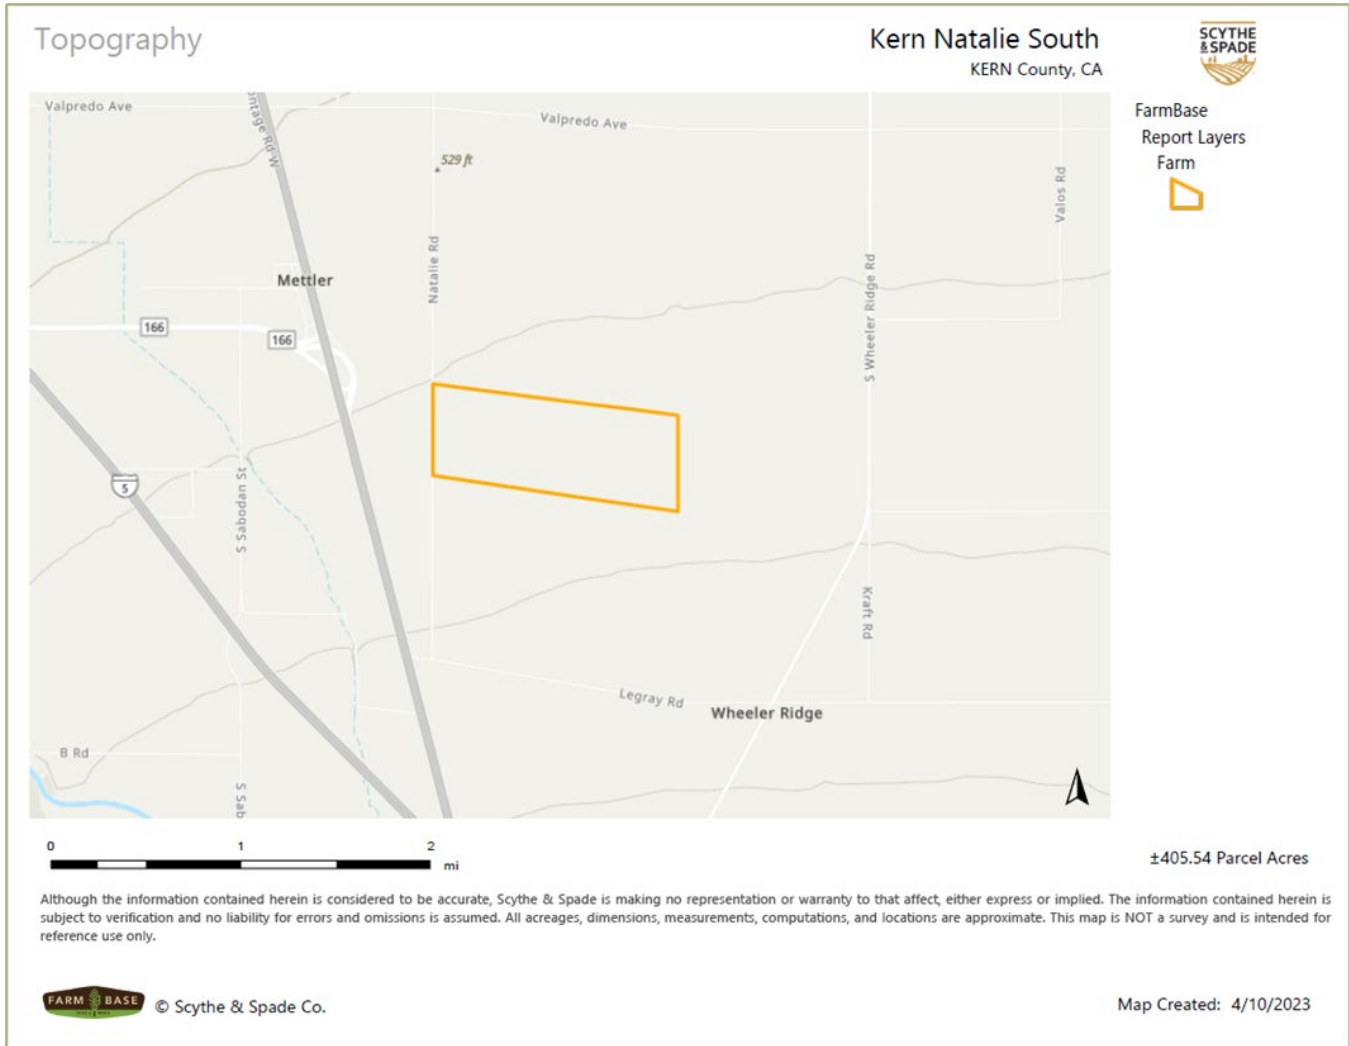 Topography
Kern Natalie South
KERN County, CA
SCYTHE
&SPADE
FarmBase
Report Layers
Farm
Valpredo Ave
ontage Rd W
Valpredo Ave
529 ft
Valos Rd
Natalie Rd
S Wheeler Ridge Rd
Mettler
166
166
5
S Sabodan St
Kraft Rd
Legray Rd
Wheeler Ridge
B Rd
S Sab
0 1 2
mi
±405.54 Parcel Acres
Although the information contained herein is considered to be accurate, Scythe & Spade is making no representation or warranty to that affect, either express or implied. The information contained herein is
subject to verification and no liability for errors and omissions is assumed. All acreages, dimensions, measurements, computations, and locations are approximate. This map is NOT a survey and is intended for
reference use only.
FARM BASE
© Scythe & Spade Co.
Map Created: 4/10/2023